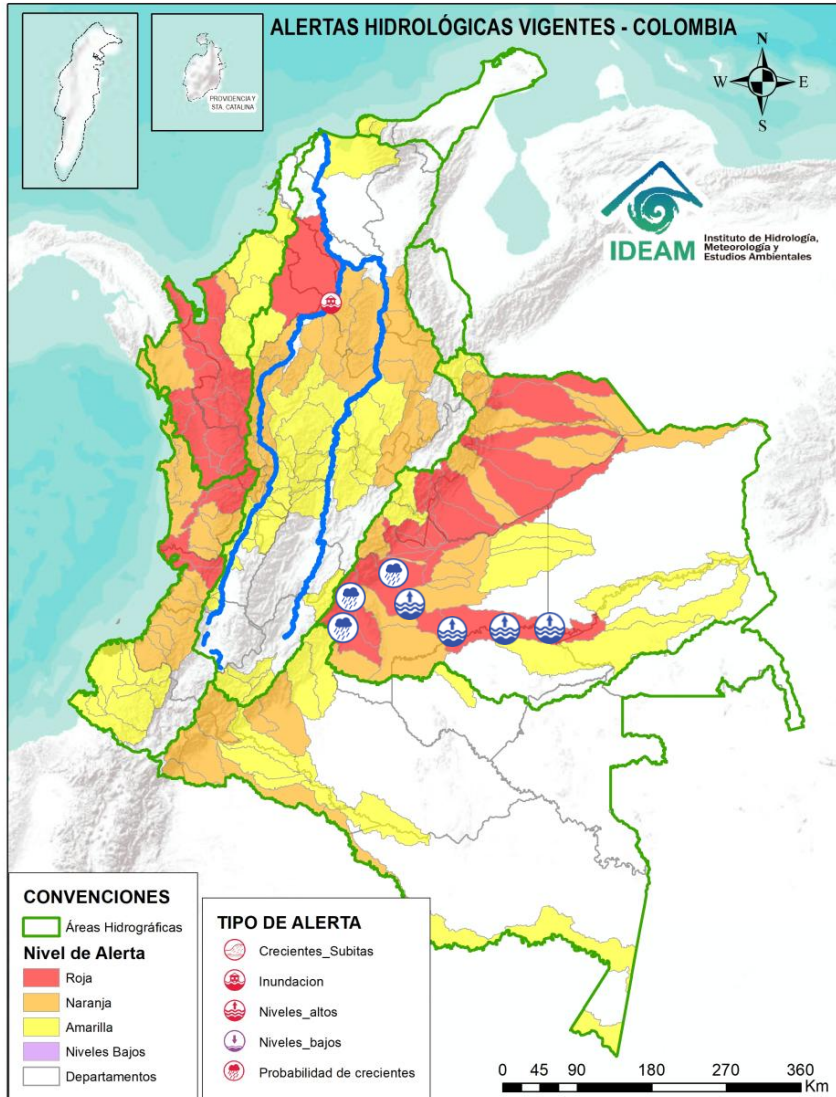 ALERTAS HIDROLÓGICAS VIGENTES - COLOMBIA
PROVIDENCIA Y
STA. CATALINA
N
W
E
S
IDEAM
Instituto de Hidrología,
Meteorología y
Estudios Ambientales
CONVENCIONES
Áreas Hidrográficas
Nivel de Alerta
Roja
Naranja
Amarilla
Niveles Bajos
Departamentos
TIPO DE ALERTA
Crecientes_Subitas
Inundacion
Niveles_altos
Niveles_bajos
Probabilidad de crecientes
0 45 90 180 270 360
Km